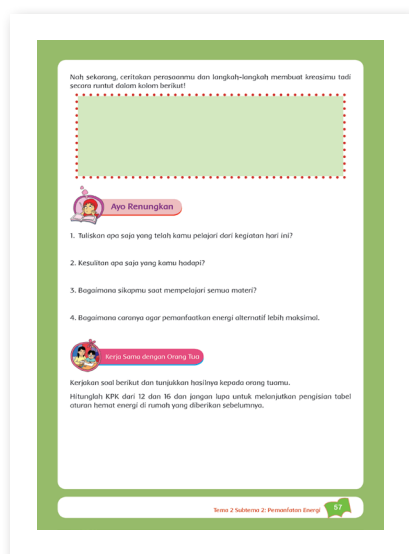 Nah sekarang, ceritakan perasaanmu dan langkah-langkah membuat kreasimu tadi
secara runtut dalam kolom berikut!
Ayo Renungkan
1. Tuliskan apa saja yang telah kamu pelajari dari kegiatan hari ini?
2. Kesulitan apa saja yang kamu hadapi?
3. Bagaimana sikapmu saat mempelajari semua materi?
4. Bagaimana caranya agar pemanfaatkan energi alternatif lebih maksimal.
Kerja Sama dengan Orang Tua
Kerjakan soal berikut dan tunjukkan hasilnya kepada orang tuamu.
Hitunglah KPK dari 12 dan 16 dan jangan lupa untuk melanjutkan pengisian tabel
aturan hemat energi di rumah yang diberikan sebelumnya.
Tema 2 Subtema 2: Pemanfatan Energi
57